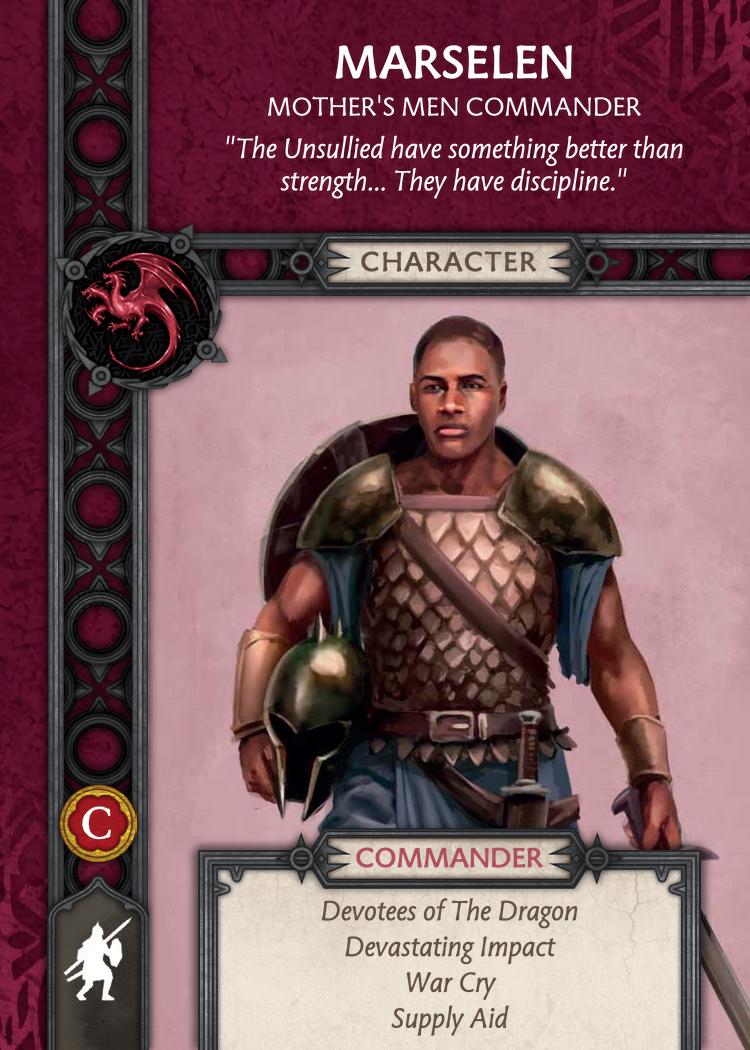 MARSELEN
MOTHER'S MEN COMMANDER
"The Unsullied have something better than
strength... They have discipline."
CHARACTER
C
COMMANDER
Devotees of The Dragon
Devastating Impact
War Cry
Supply Aid